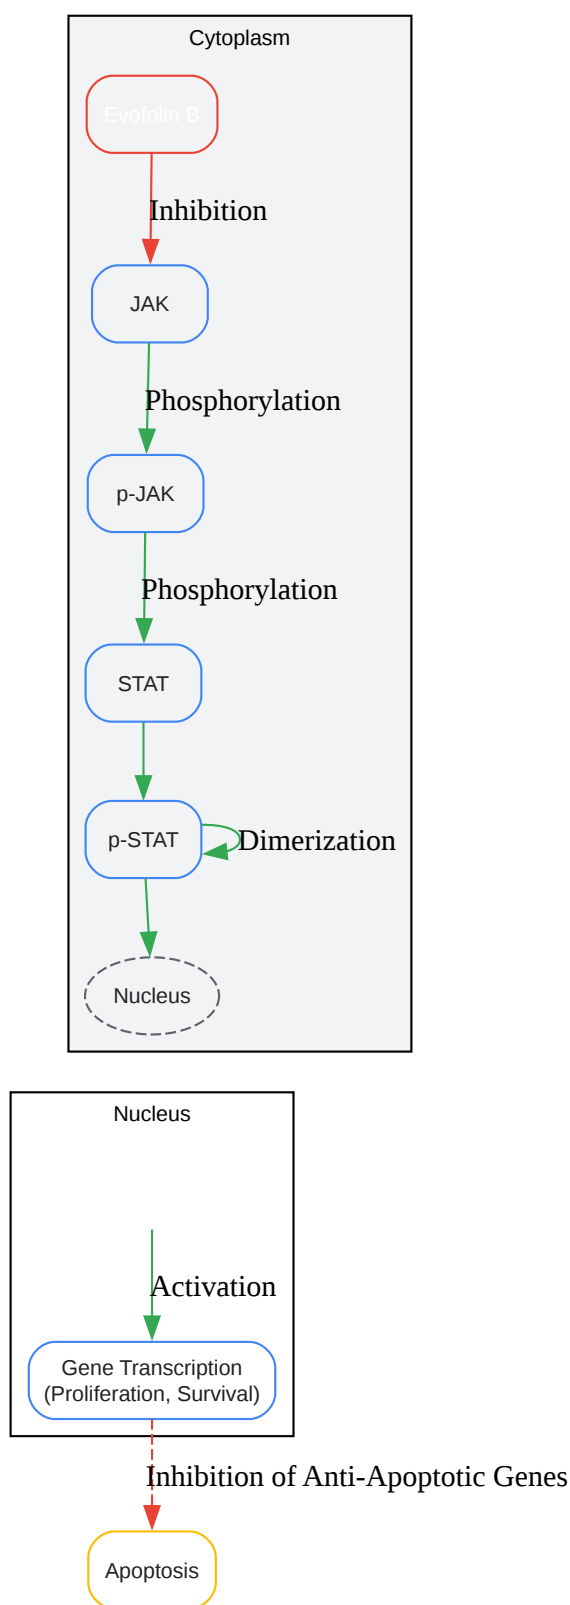 Cytoplasm
Evofolin B
Inhibition
JAK
Phosphorylation
p-JAK
Phosphorylation
STAT
p-STAT
Dimerization
Nucleus
Nucleus
Activation
Gene Transcription
(Proliferation, Survival)
Inhibition of Anti-Apoptotic Genes
Apoptosis